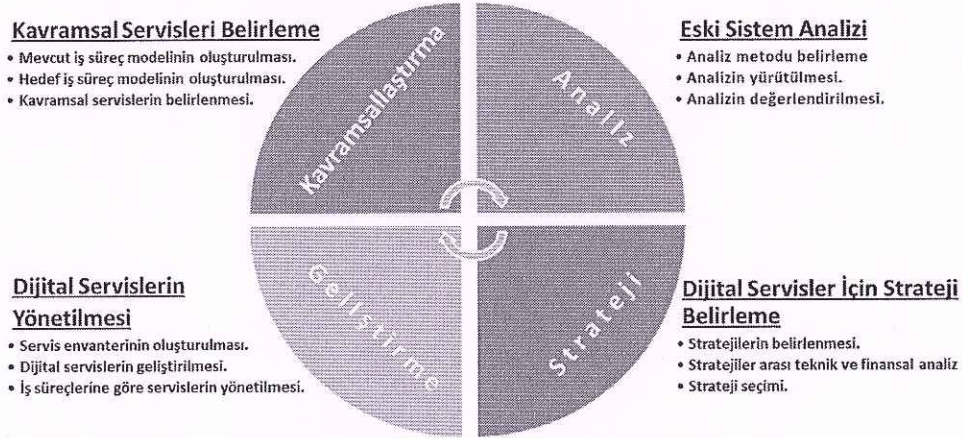 Kavramsal Servisleri Belirleme
• Mevcut iş süreç modelinin oluşturulması.
• Hedef iş süreç modelinin oluşturulması.
• Kavramsal servislerin belirlenmesi.
Kavramsallaştırma
Analiz
Eski Sistem Analizi
• Analiz metodu belirleme
• Analizin yürütülmesi.
• Analizin değerlendirilmesi.
Dijital Servislerin
Yönetilmesi
• Servis envanterinin oluşturulması.
• Dijital servislerin geliştirilmesi.
• İş süreçlerine göre servislerin yönetilmesi.
Geliştirme
Strateji
Dijital Servisler İçin Strateji
Belirleme
• Stratejilerin belirlenmesi.
• Stratejiler arası teknik ve finansal analiz
• Strateji seçimi.